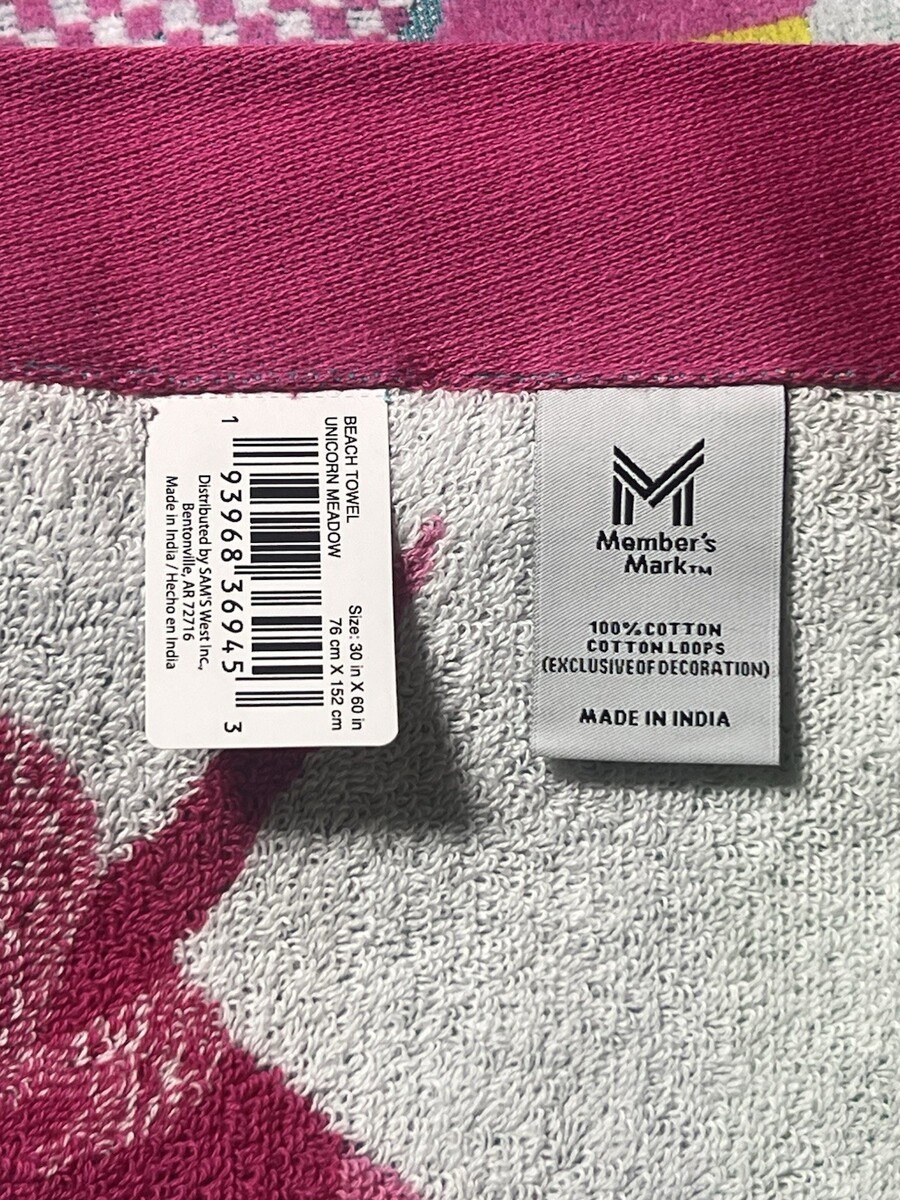 BEACH TOWEL
UNICORN MEADOW
Size: 30 in X 60 in
76 cm X 152 cm
1 93968 36945 3
Distributed by SAM'S West Inc.,
Bentonville, AR 72716
Made in India / Hecho en India
Member's
Mark™
100% COTTON
COTTON LOOPS
(EXCLUSIVE OF DECORATION)
MADE IN INDIA